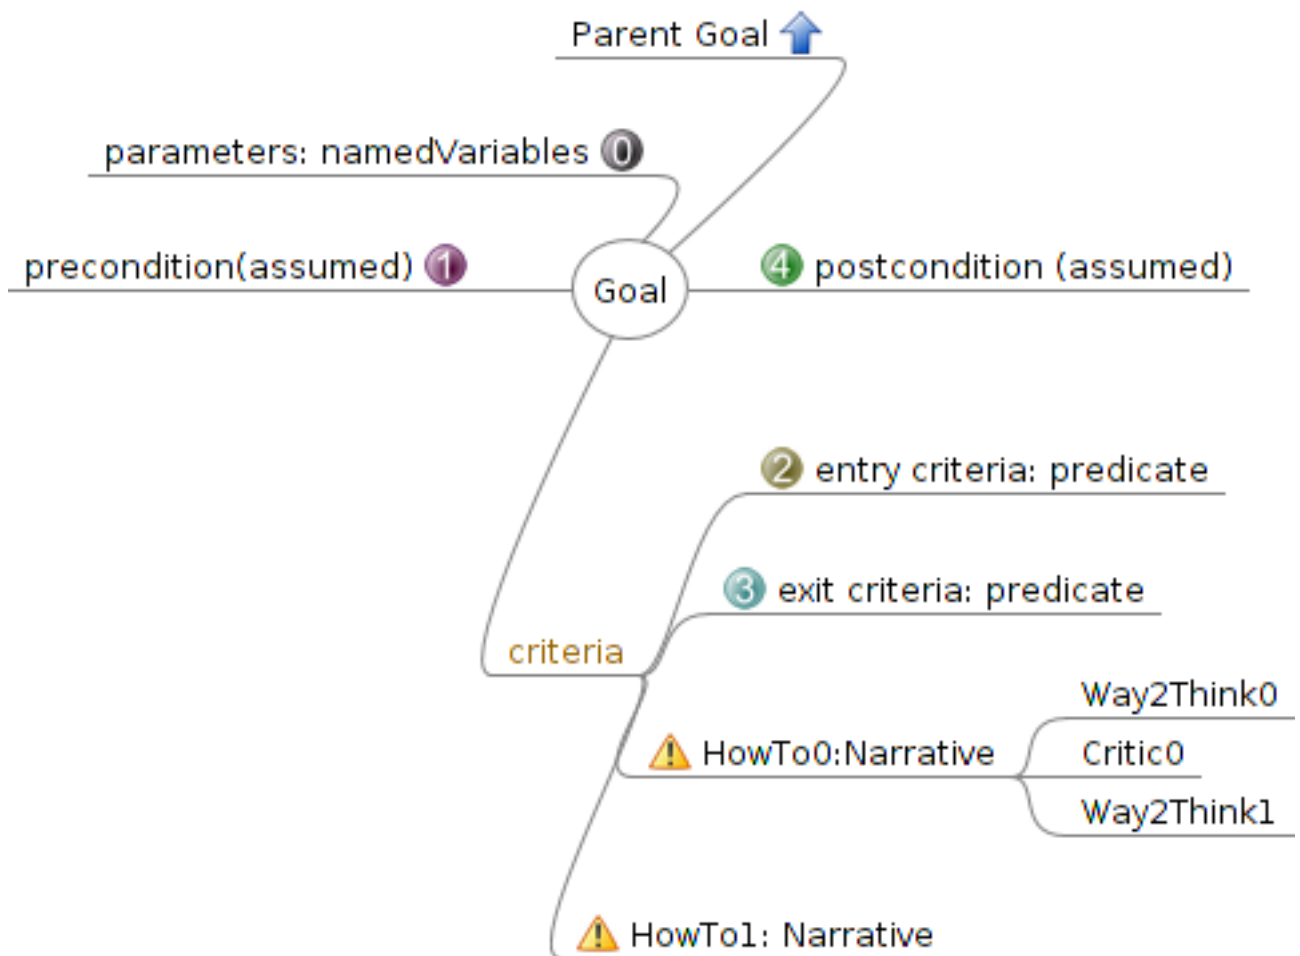 Parent Goal
parameters: namedVariables 0
precondition(assumed) 1
4 postcondition (assumed)
Goal
2 entry criteria: predicate
3 exit criteria: predicate
criteria
Way2Think0
HowTo0:Narrative
Critic0
Way2Think1
HowTo1: Narrative